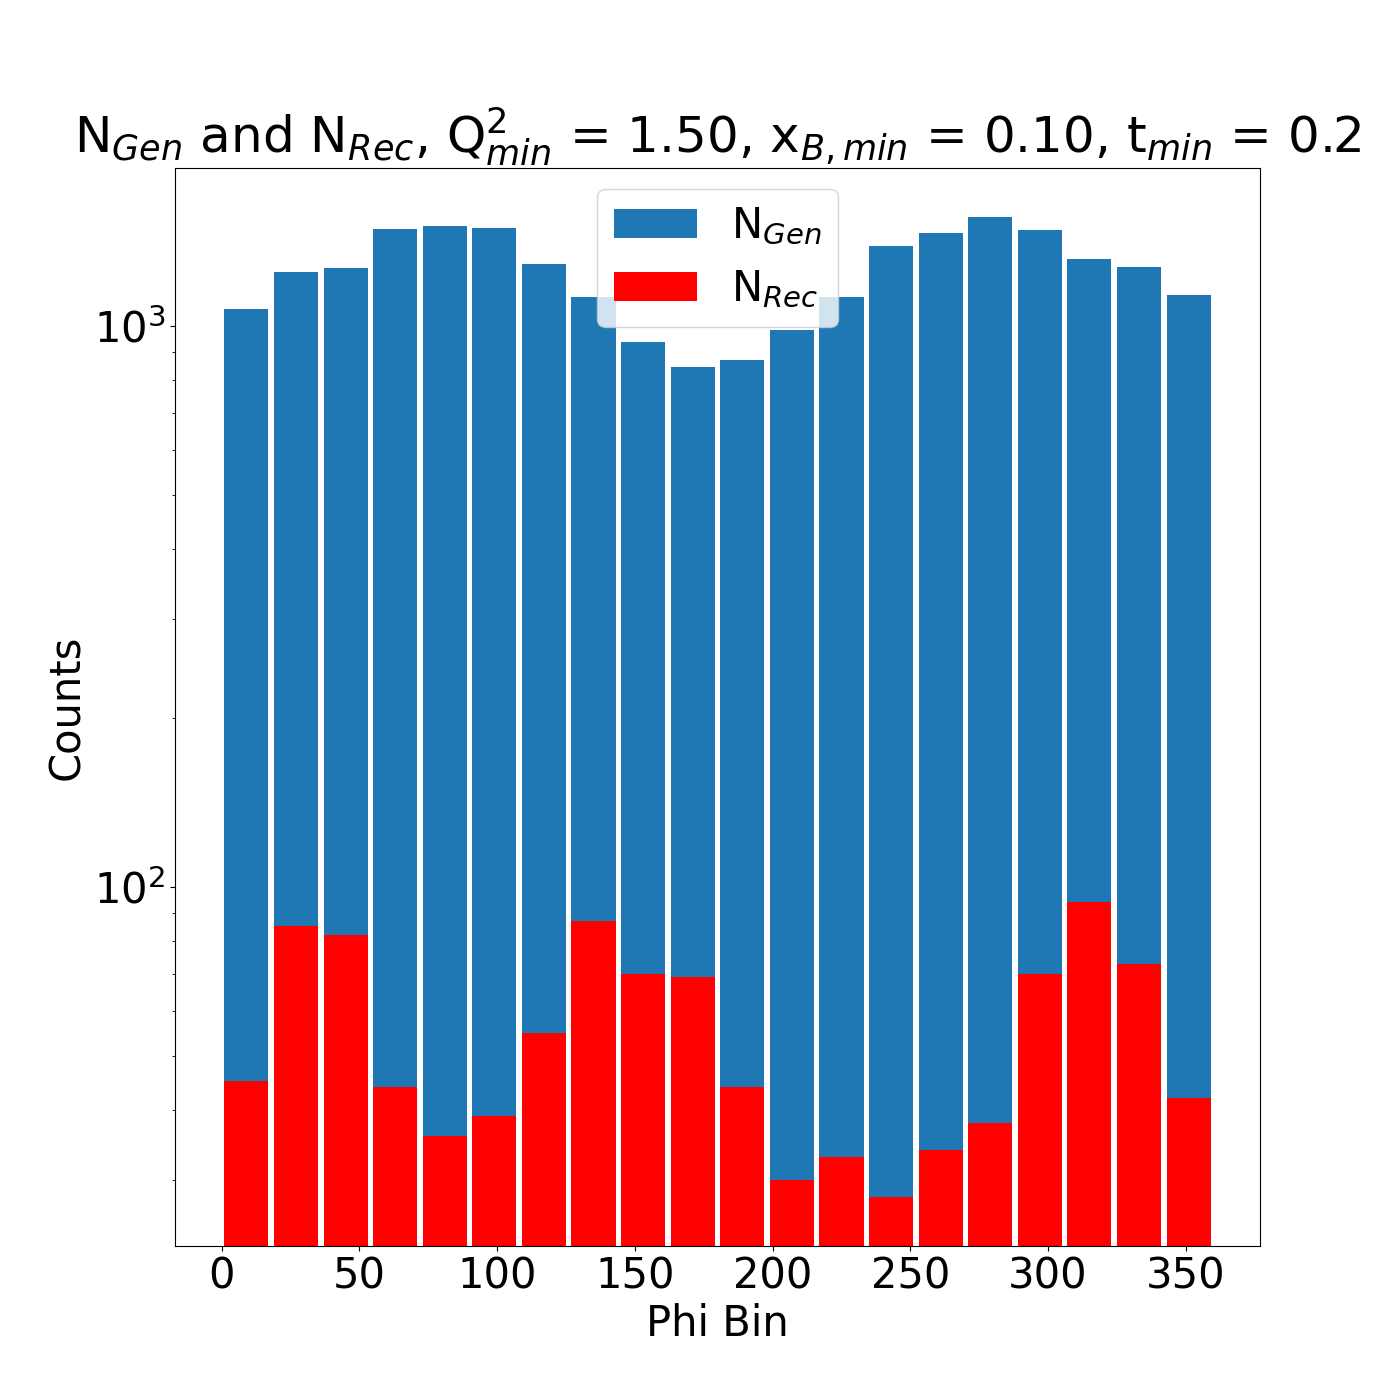 N_Gen and N_Rec, Q²_min = 1.50, x_B,min = 0.10, t_min = 0.2
N_Gen
N_Rec
10³
10²
Counts
0 50 100 150 200 250 300 350
Phi Bin